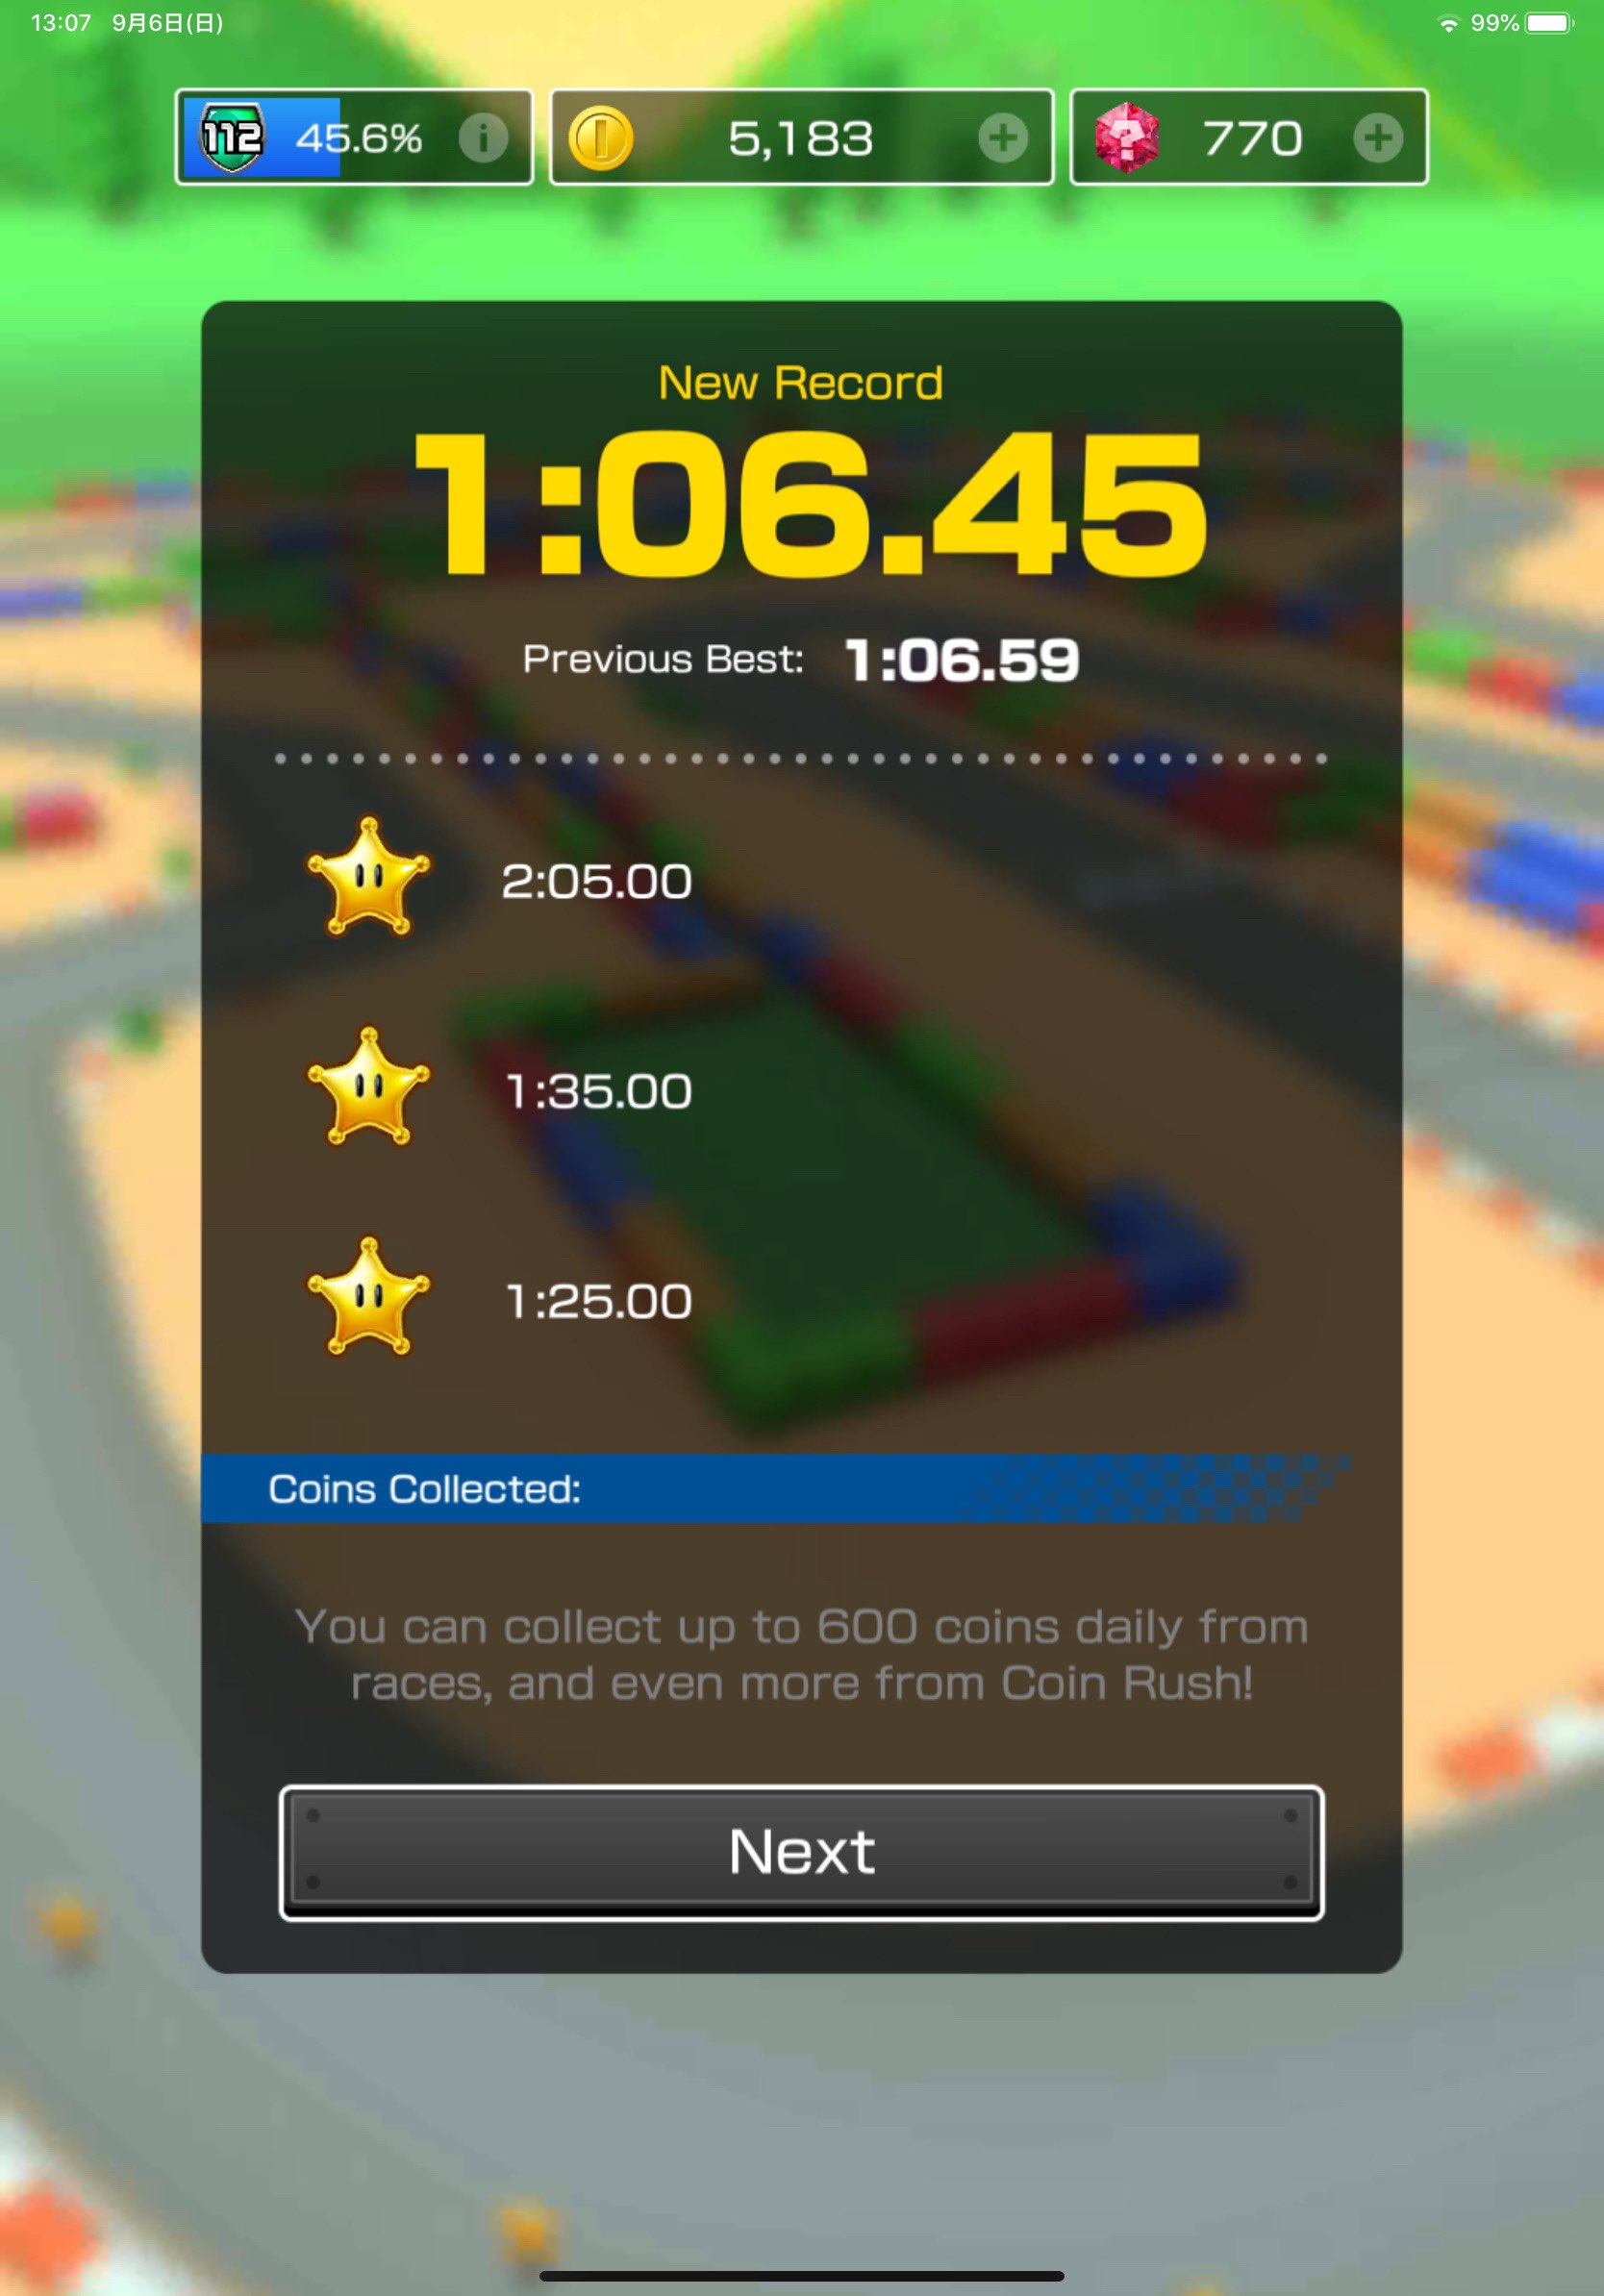 13:07 9月6日(日) 99%
112 45.6% i 5,183 + 770 +
New Record
1:06.45
Previous Best: 1:06.59
2:05.00
1:35.00
1:25.00
Coins Collected:
You can collect up to 600 coins daily from
races, and even more from Coin Rush!
Next